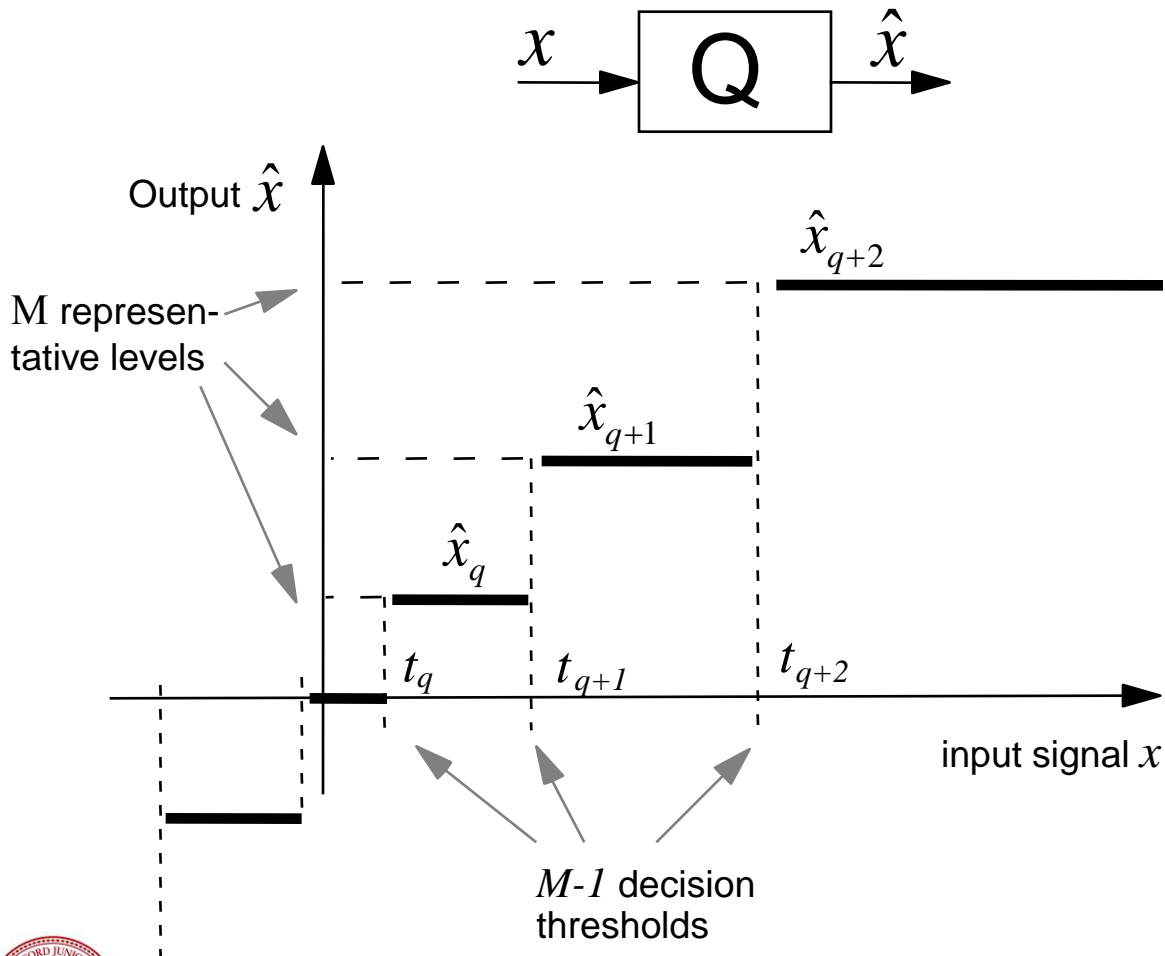 x Q x̂
Output x̂
x̂q+2
M represen-
tative levels
x̂q+1
x̂q
tq tq+1 tq+2
input signal x
M-1 decision
thresholds